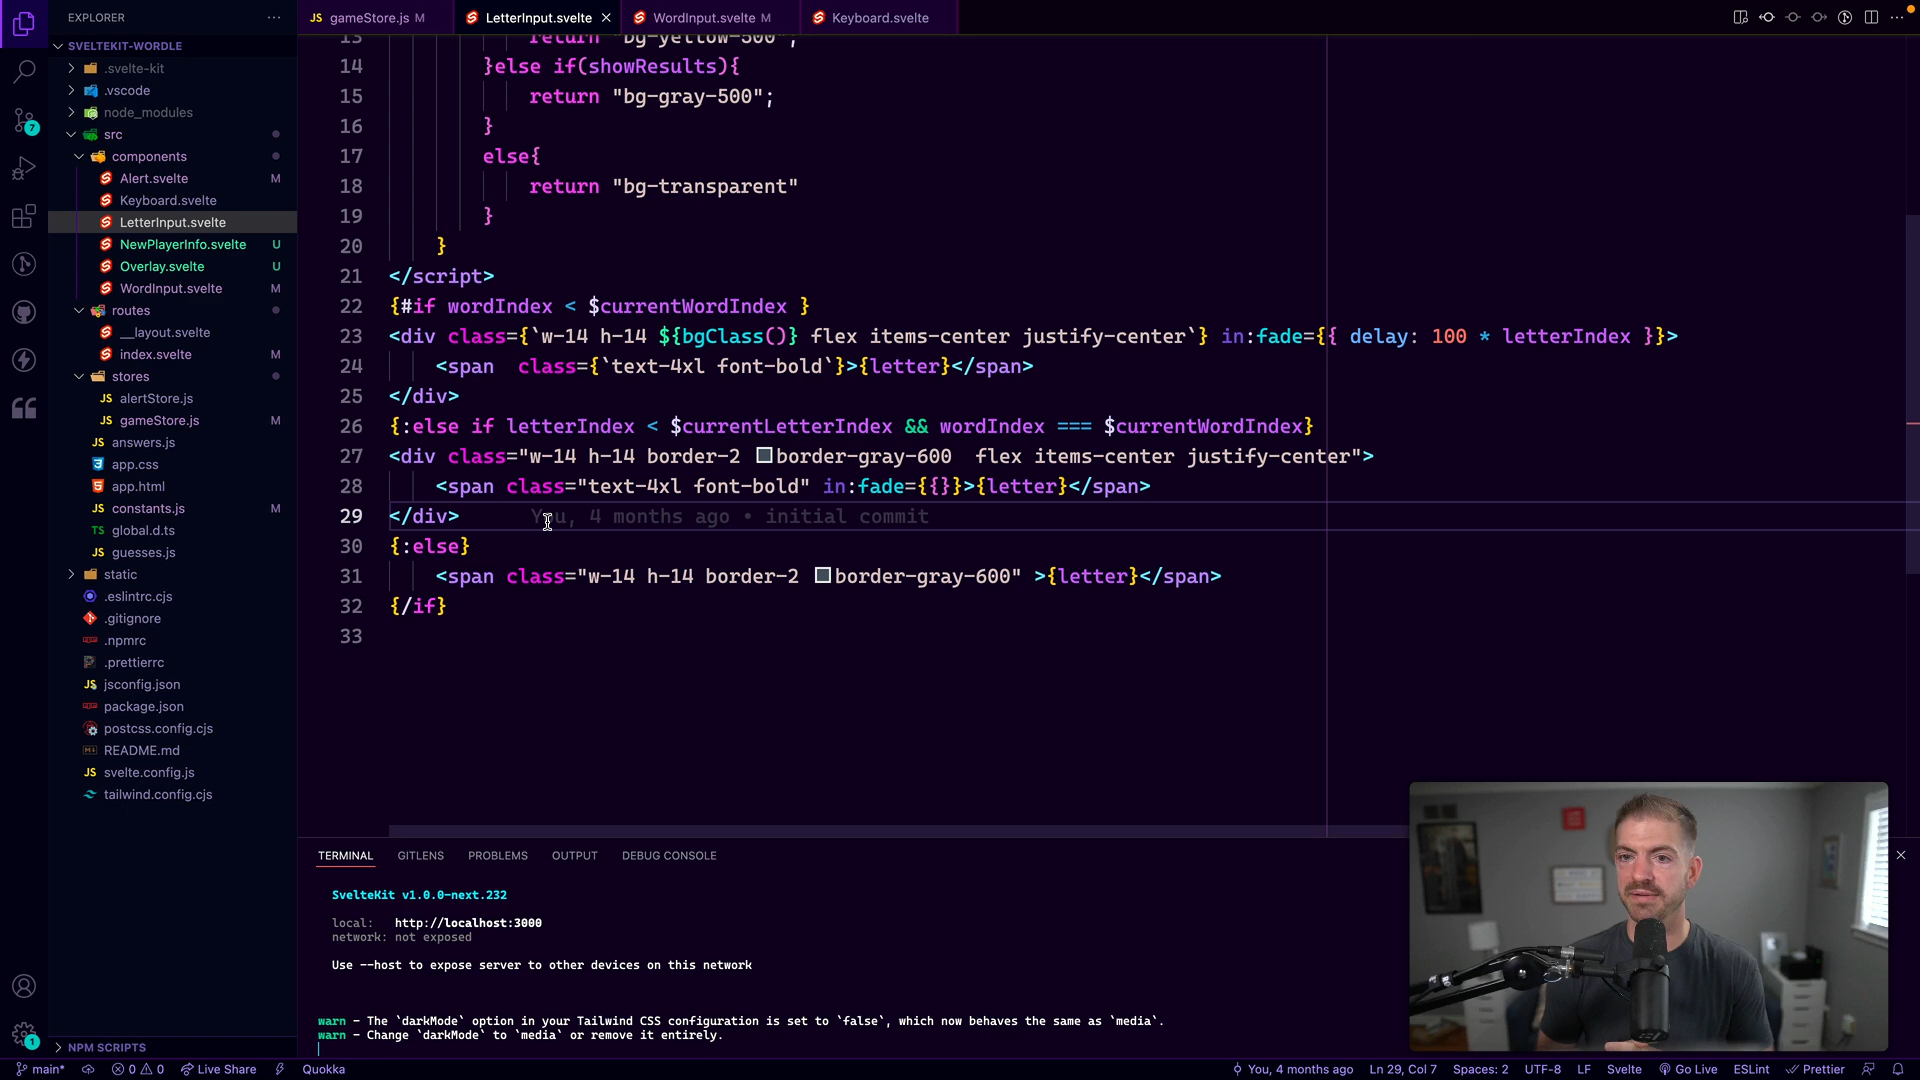 EXPLORER
gameStore.js M
LetterInput.svelte
WordInput.svelte M
Keyboard.svelte
SVELTEKIT-WORDLE
.svelte-kit
.vscode
node_modules
src
components
Alert.svelte M
Keyboard.svelte
LetterInput.svelte
NewPlayerInfo.svelte U
Overlay.svelte U
WordInput.svelte M
routes
__layout.svelte
index.svelte M
stores
alertStore.js
gameStore.js M
answers.js
app.css
app.html
constants.js M
global.d.ts
guesses.js
static
.eslintrc.cjs
.gitignore
.npmrc
.prettierrc
jsconfig.json
package.json
postcss.config.cjs
README.md
svelte.config.js
tailwind.config.cjs
NPM SCRIPTS
7
1
13 return "bg-yellow-500";
14 }else if(showResults){
15 return "bg-gray-500";
16 }
17 else{
18 return "bg-transparent"
19 }
20 }
21 </script>
22 {#if wordIndex < $currentWordIndex }
23 <div class={`w-14 h-14 ${bgClass()} flex items-center justify-center`} in:fade={{ delay: 100 * letterIndex }}>
24 <span  class={`text-4xl font-bold`}>{letter}</span>
25 </div>
26 {:else if letterIndex < $currentLetterIndex && wordIndex === $currentWordIndex}
27 <div class="w-14 h-14 border-2 border-gray-600  flex items-center justify-center">
28 <span class="text-4xl font-bold" in:fade={{}}>{letter}</span>
29 </div> You, 4 months ago • initial commit
30 {:else}
31 <span class="w-14 h-14 border-2 border-gray-600" >{letter}</span>
32 {/if}
33
TERMINAL GITLENS PROBLEMS OUTPUT DEBUG CONSOLE
SvelteKit v1.0.0-next.232
local: http://localhost:3000
network: not exposed
Use --host to expose server to other devices on this network
warn - The `darkMode` option in your Tailwind CSS configuration is set to `false`, which now behaves the same as `media`.
warn - Change `darkMode` to `media` or remove it entirely.
main* 0 0 Live Share Quokka You, 4 months ago Ln 29, Col 7 Spaces: 2 UTF-8 LF Svelte Go Live ESLint Prettier